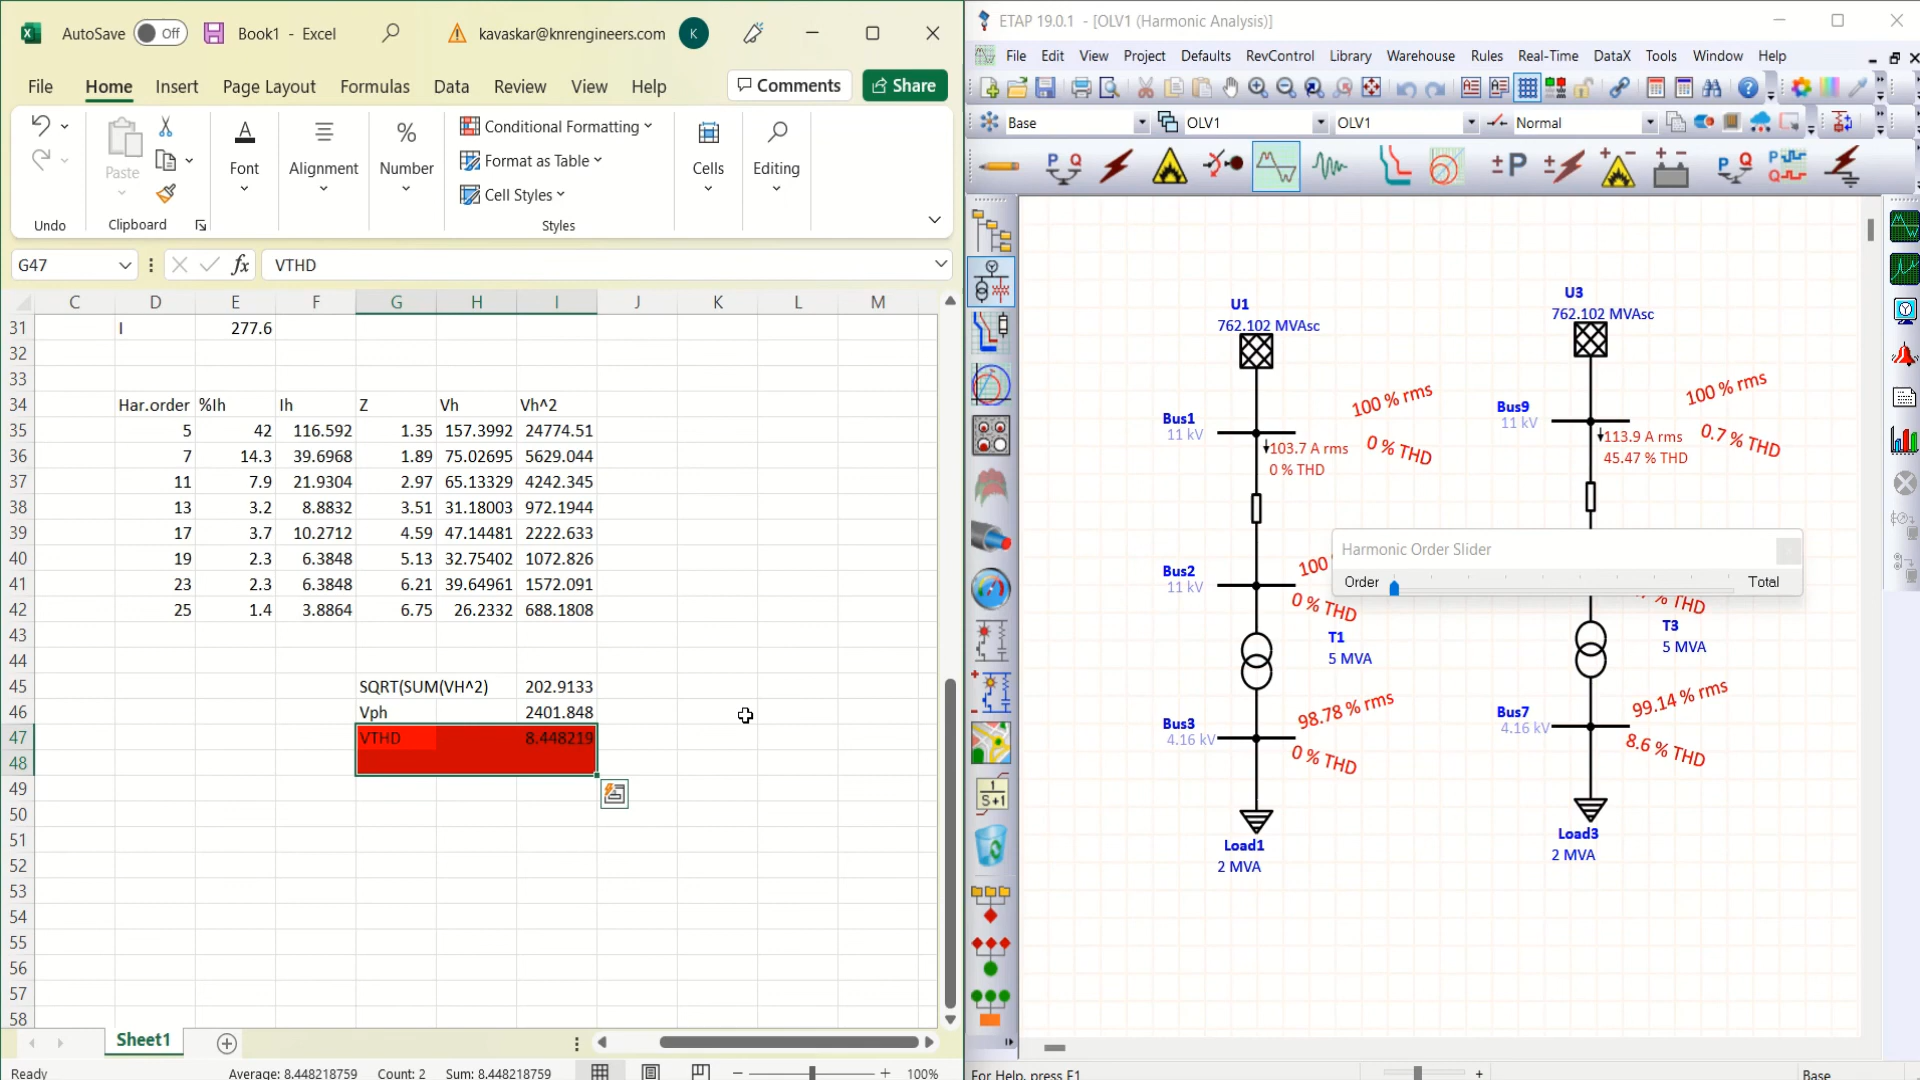 AutoSave Off Book1 - Excel kavaskar@knrengineers.com K
File Home Insert Page Layout Formulas Data Review View Help Comments Share
Undo
Paste
Clipboard
Font
Alignment
Number
Conditional Formatting
Format as Table
Cell Styles
Styles
Cells
Editing
G47 fx VTHD
C D E F G H I J K L M
31 I 277.6
32
33
34 Har.order %Ih Ih Z Vh Vh^2
35 5 42 116.592 1.35 157.3992 24774.51
36 7 14.3 39.6968 1.89 75.02695 5629.044
37 11 7.9 21.9304 2.97 65.13329 4242.345
38 13 3.2 8.8832 3.51 31.18003 972.1944
39 17 3.7 10.2712 4.59 47.14481 2222.633
40 19 2.3 6.3848 5.13 32.75402 1072.826
41 23 2.3 6.3848 6.21 39.64961 1572.091
42 25 1.4 3.8864 6.75 26.2332 688.1808
43
44
45 SQRT(SUM(VH^2) 202.9133
46 Vph 2401.848
47 VTHD 8.448219
48
49
50
51
52
53
54
55
56
57
58
Sheet1
Ready Average: 8.448218759 Count: 2 Sum: 8.448218759 100%
ETAP 19.0.1 - [OLV1 (Harmonic Analysis)]
File Edit View Project Defaults RevControl Library Warehouse Rules Real-Time DataX Tools Window Help
Base OLV1 OLV1 Normal
U1
762.102 MVAsc
Bus1
11 kV
100 % rms
0 % THD
103.7 A rms
0 % THD
Bus2
11 kV
100
0 % THD
T1
5 MVA
Bus3
4.16 kV
98.78 % rms
0 % THD
Load1
2 MVA
U3
762.102 MVAsc
Bus9
11 kV
100 % rms
0.7 % THD
113.9 A rms
45.47 % THD
Harmonic Order Slider
Order Total
% THD
T3
5 MVA
Bus7
4.16 kV
99.14 % rms
8.6 % THD
Load3
2 MVA
1
S+1
For Help, press F1 Base